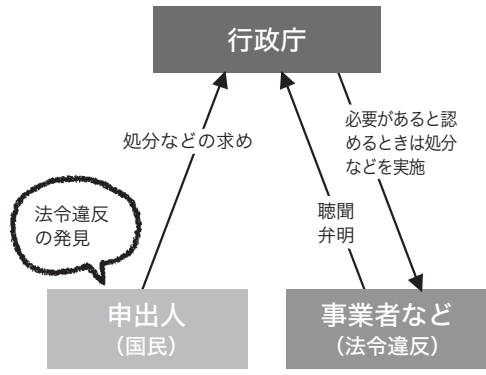 行政庁
処分などの求め
必要があると認
めるときは処分
などを実施
聴聞
弁明
法令違反
の発見
申出人
（国民）
事業者など
（法令違反）